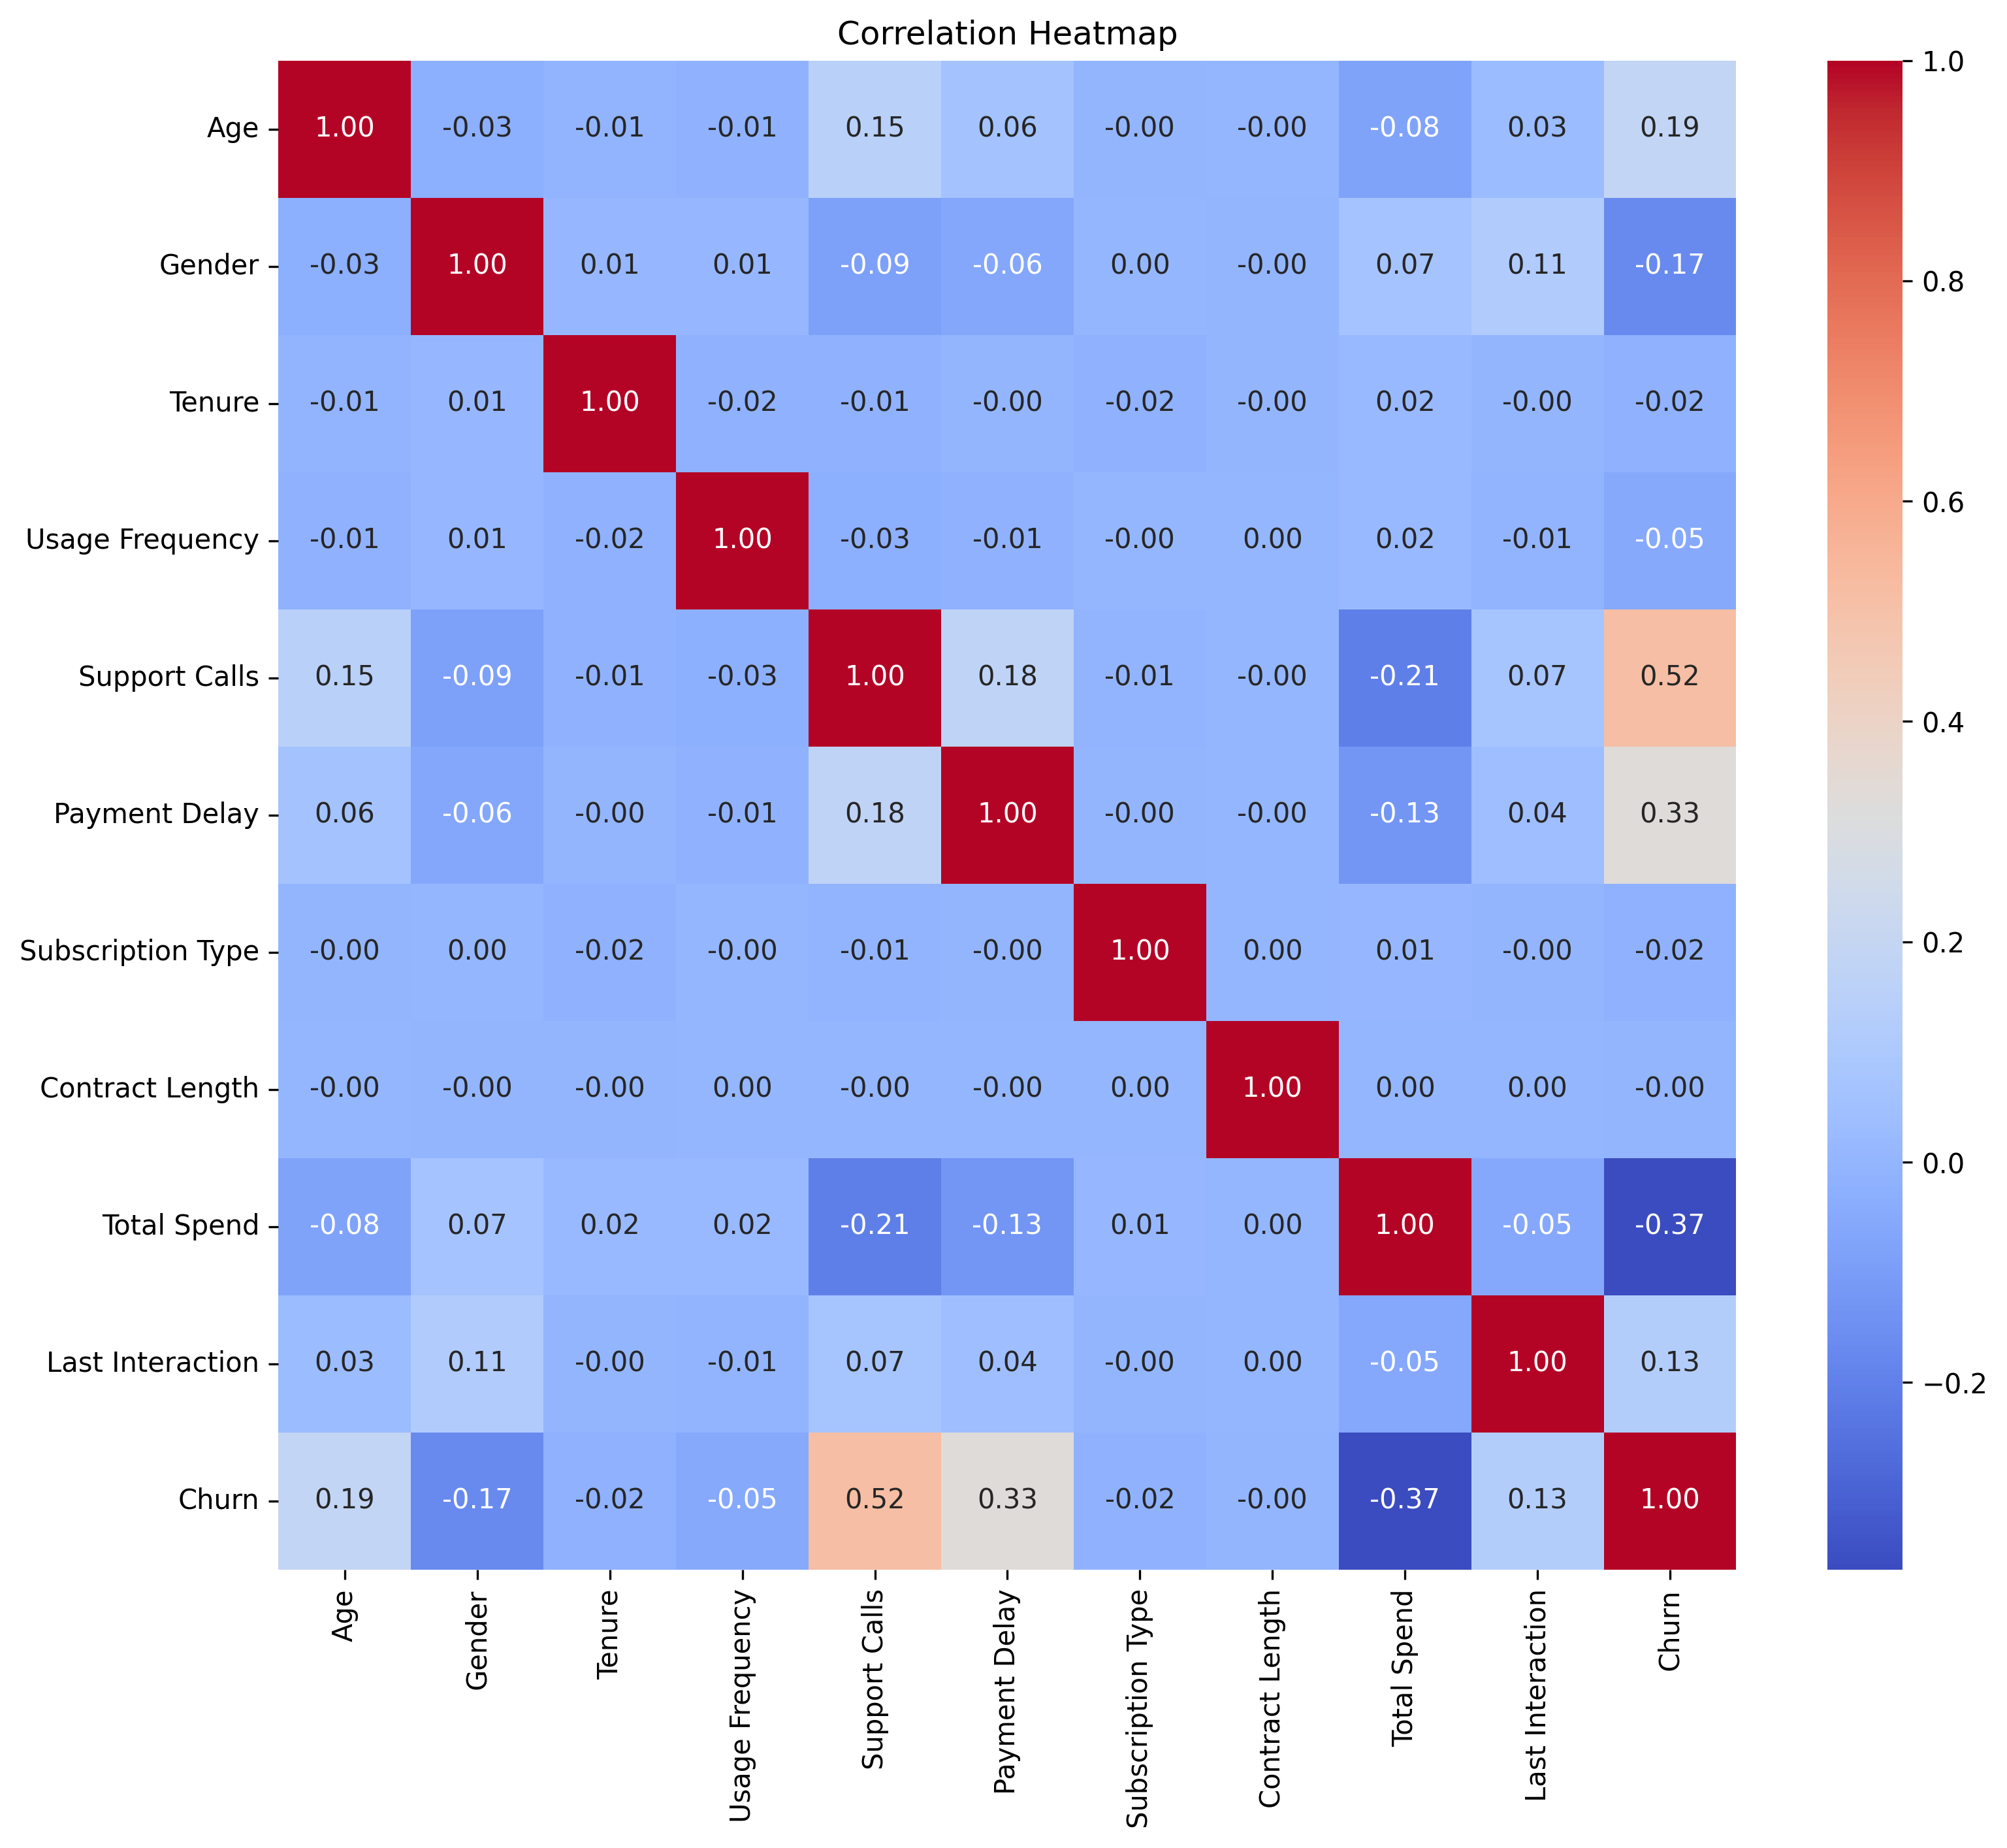 Correlation Heatmap
Age 1.00 -0.03 -0.01 -0.01 0.15 0.06 -0.00 -0.00 -0.08 0.03 0.19
Gender -0.03 1.00 0.01 0.01 -0.09 -0.06 0.00 -0.00 0.07 0.11 -0.17
Tenure -0.01 0.01 1.00 -0.02 -0.01 -0.00 -0.02 -0.00 0.02 -0.00 -0.02
Usage Frequency -0.01 0.01 -0.02 1.00 -0.03 -0.01 -0.00 0.00 0.02 -0.01 -0.05
Support Calls 0.15 -0.09 -0.01 -0.03 1.00 0.18 -0.01 -0.00 -0.21 0.07 0.52
Payment Delay 0.06 -0.06 -0.00 -0.01 0.18 1.00 -0.00 -0.00 -0.13 0.04 0.33
Subscription Type -0.00 0.00 -0.02 -0.00 -0.01 -0.00 1.00 0.00 0.01 -0.00 -0.02
Contract Length -0.00 -0.00 -0.00 0.00 -0.00 -0.00 0.00 1.00 0.00 0.00 -0.00
Total Spend -0.08 0.07 0.02 0.02 -0.21 -0.13 0.01 0.00 1.00 -0.05 -0.37
Last Interaction 0.03 0.11 -0.00 -0.01 0.07 0.04 -0.00 0.00 -0.05 1.00 0.13
Churn 0.19 -0.17 -0.02 -0.05 0.52 0.33 -0.02 -0.00 -0.37 0.13 1.00
Age
Gender
Tenure
Usage Frequency
Support Calls
Payment Delay
Subscription Type
Contract Length
Total Spend
Last Interaction
Churn
1.0
0.8
0.6
0.4
0.2
0.0
−0.2